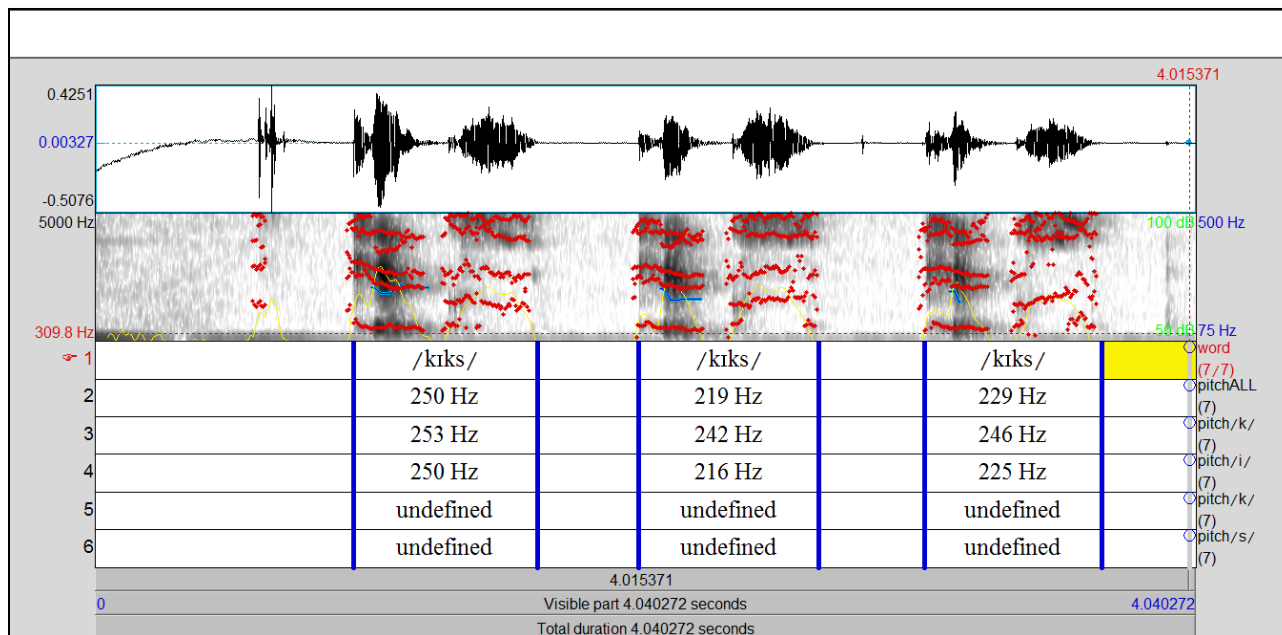 4.015371
0.4251
0.00327
-0.5076
5000 Hz 100 dB 500 Hz
309.8 Hz 50 dB 75 Hz
1 /kɪks/ /kɪks/ /kɪks/ word (7/7)
2 250 Hz 219 Hz 229 Hz pitchALL (7)
3 253 Hz 242 Hz 246 Hz pitch/k/ (7)
4 250 Hz 216 Hz 225 Hz pitch/i/ (7)
5 undefined undefined undefined pitch/k/ (7)
6 undefined undefined undefined pitch/s/ (7)
4.015371
0 Visible part 4.040272 seconds 4.040272
Total duration 4.040272 seconds